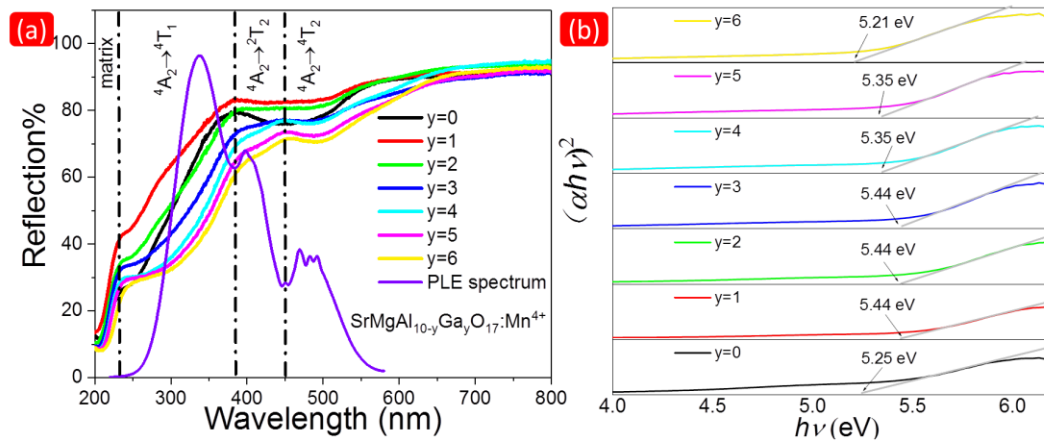 (a)
matrix
⁴A₂→⁴T₁
⁴A₂→²T₂
⁴A₂→⁴T₂
100
80
60
40
20
0
Reflection%
y=0
y=1
y=2
y=3
y=4
y=5
y=6
PLE spectrum
SrMgAl₁₀₋yGayO₁₇:Mn⁴⁺
200 300 400 500 600 700 800
Wavelength (nm)
(b)
(αhν)²
y=6 5.21 eV
y=5 5.35 eV
y=4 5.35 eV
y=3 5.44 eV
y=2 5.44 eV
y=1 5.44 eV
y=0 5.25 eV
4.0 4.5 5.0 5.5 6.0
hν (eV)